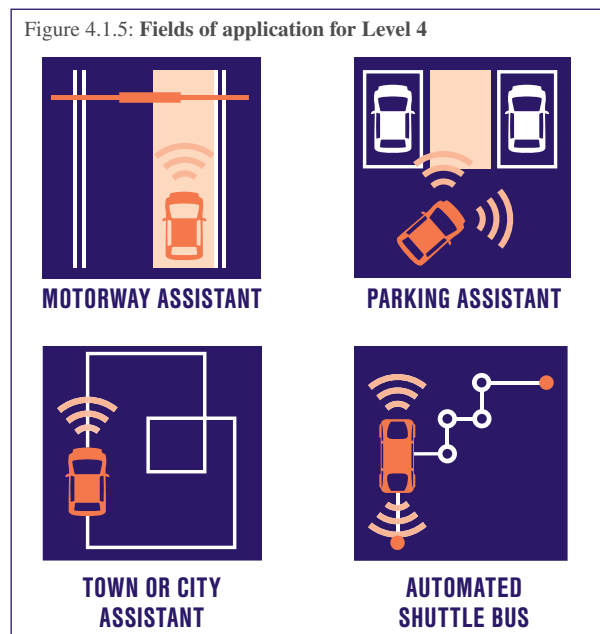 Figure 4.1.5: Fields of application for Level 4
MOTORWAY ASSISTANT
PARKING ASSISTANT
TOWN OR CITY
ASSISTANT
AUTOMATED
SHUTTLE BUS